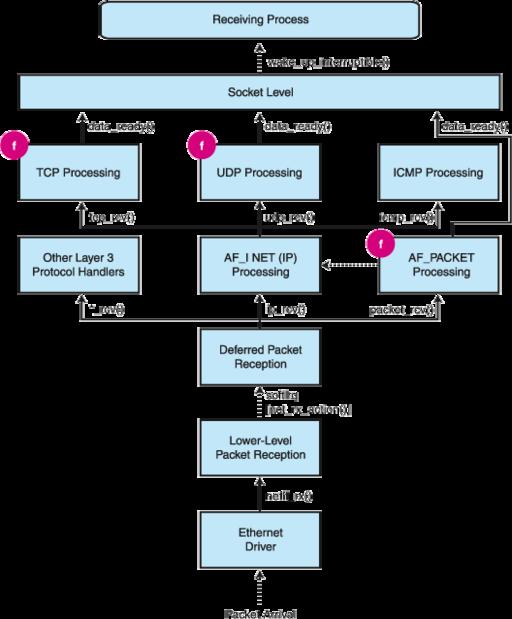 Receiving Process
wake_up_interruptible()
Socket Level
data_ready()
data_ready()
data_ready()
f
f
TCP Processing
UDP Processing
ICMP Processing
tcp_rcv()
udp_rcv()
icmp_rcv()
f
Other Layer 3
Protocol Handlers
AF_I NET (IP)
Processing
AF_PACKET
Processing
*_rcv()
ip_rcv()
packet_rcv()
Deferred Packet
Reception
softirq
[net_rx_action()]
Lower-Level
Packet Reception
netif_rx()
Ethernet
Driver
Packet Arrival